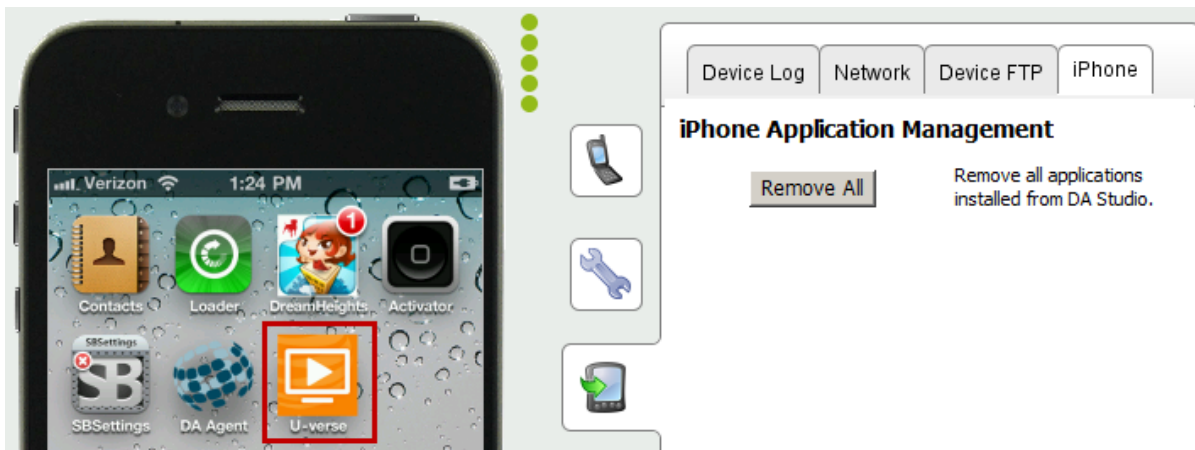 Verizon 1:24 PM
1
Contacts Loader DreamHeights Activator
SBSettings
SB
SBSettings DA Agent U-verse
Device Log Network Device FTP iPhone
iPhone Application Management
Remove All
Remove all applications
installed from DA Studio.